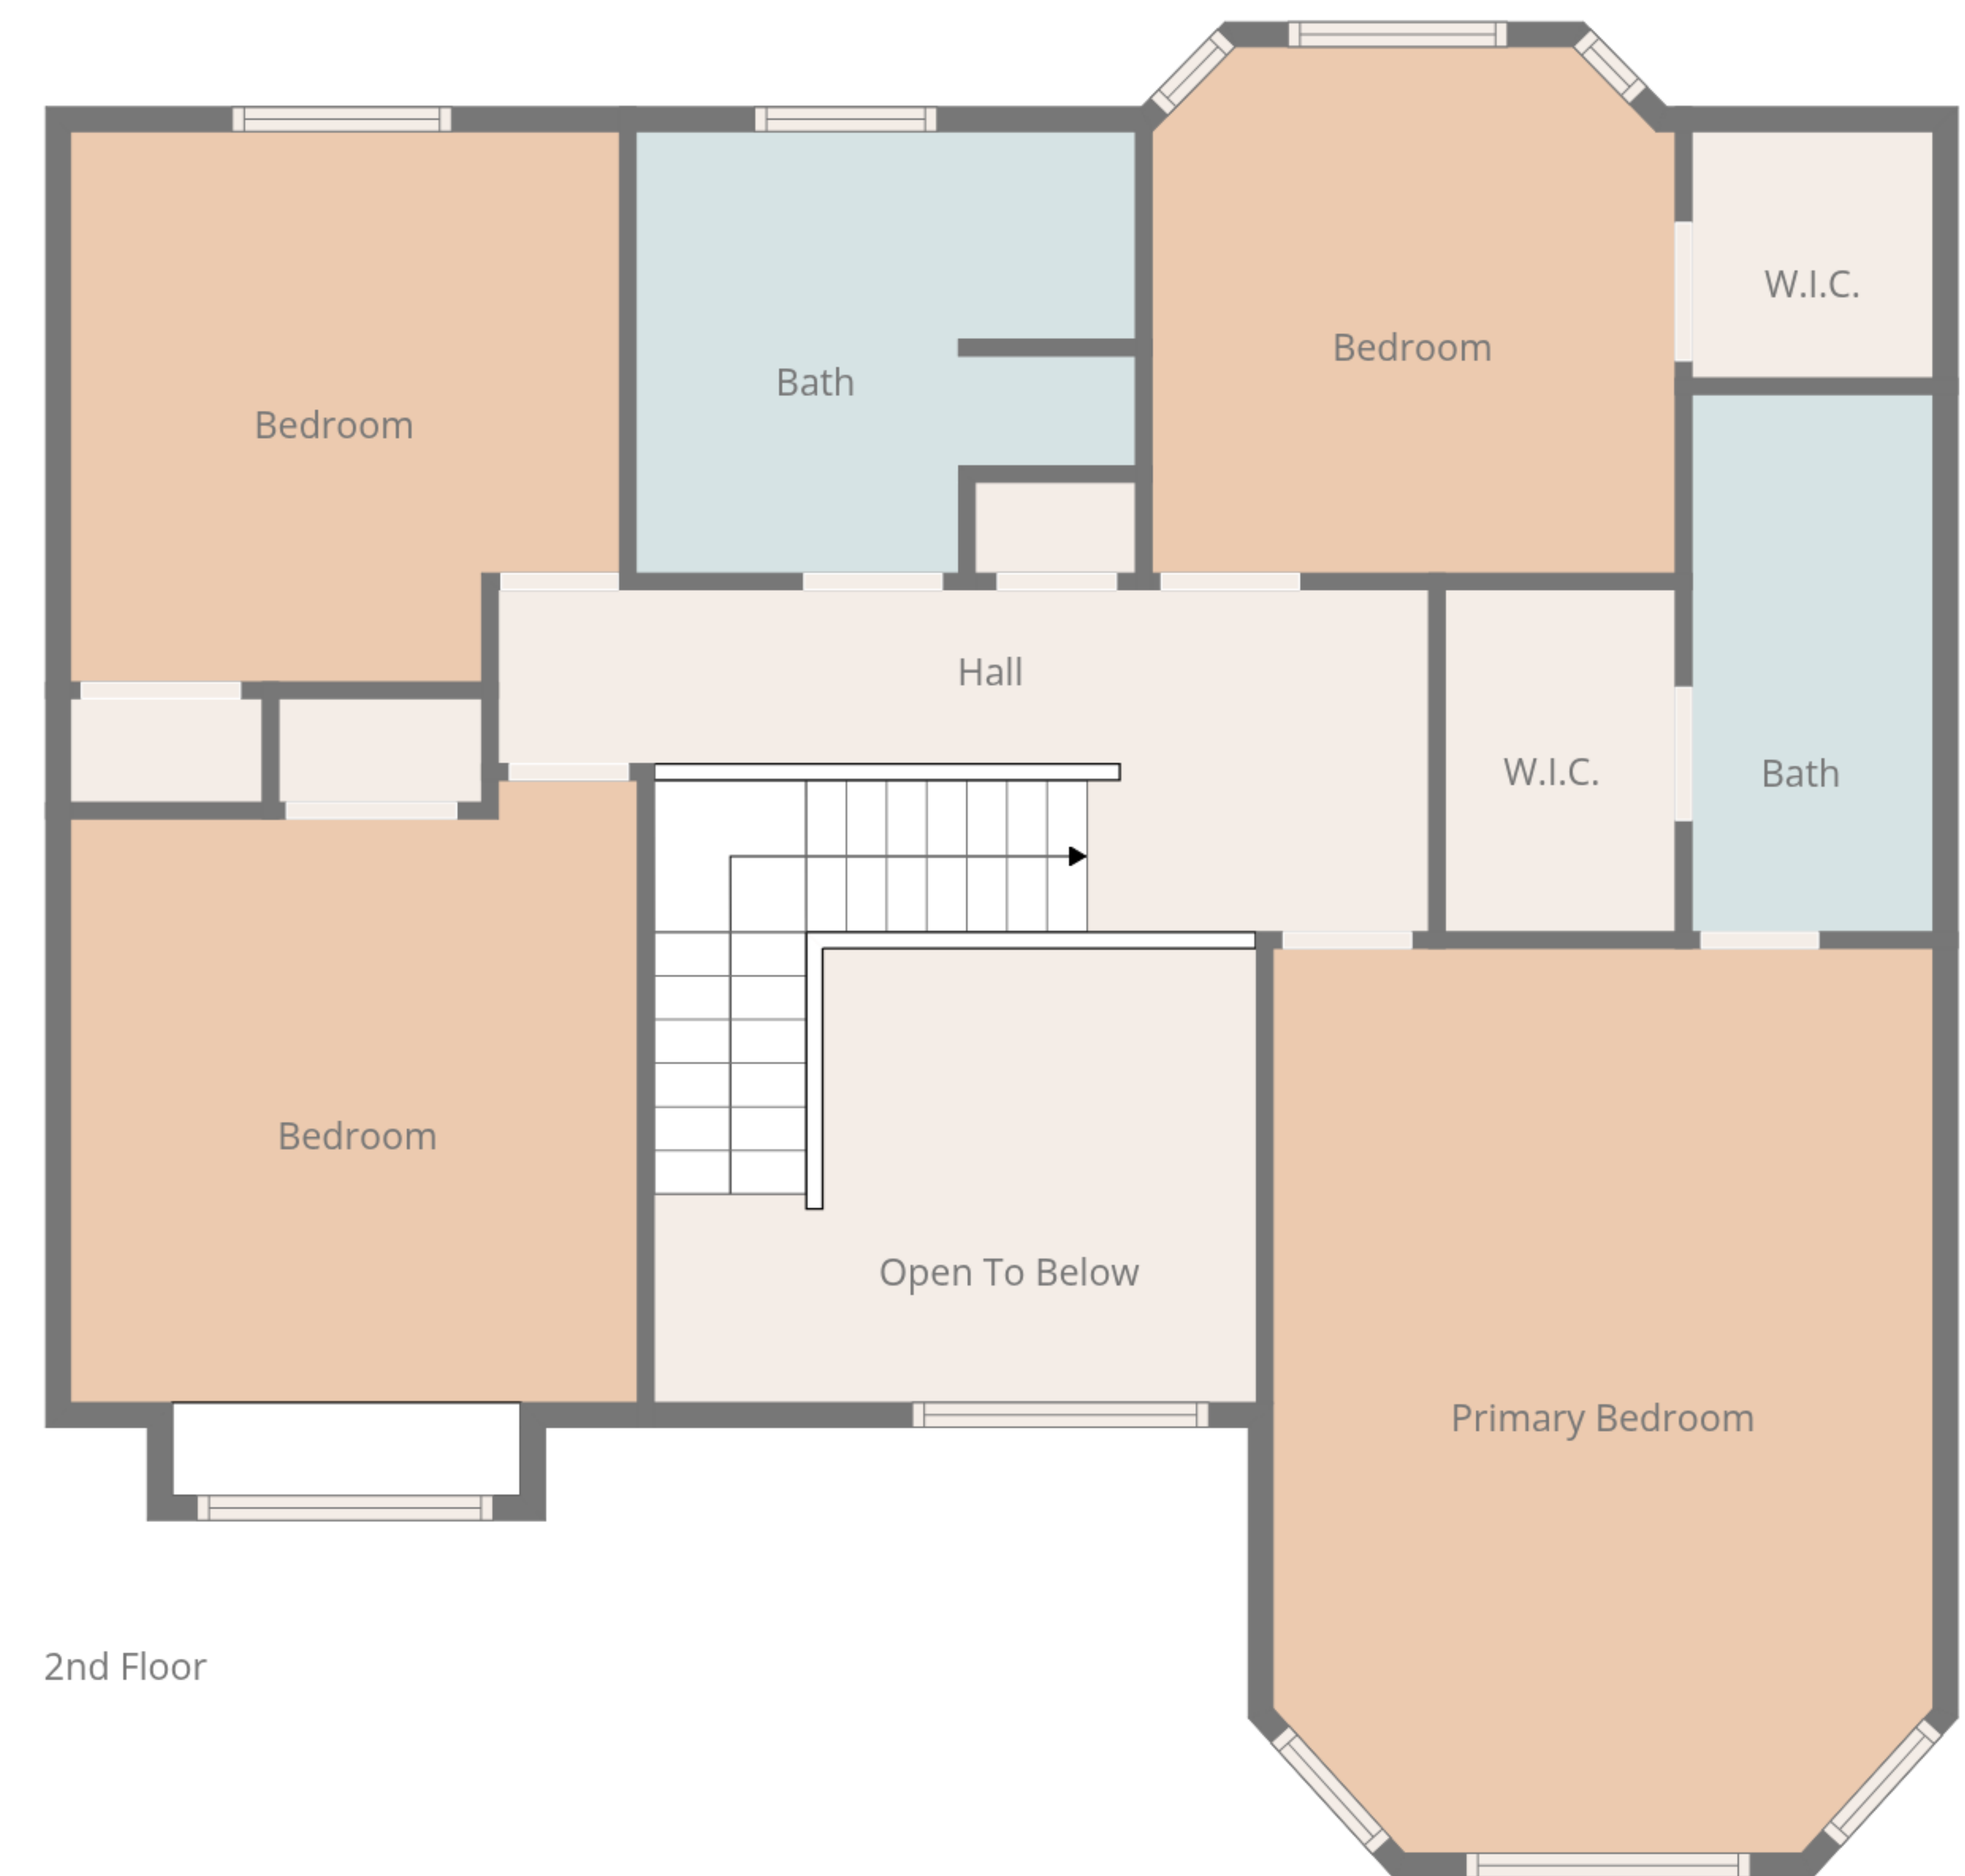 W.I.C.
Bedroom
Bath
Bedroom
Hall
W.I.C.
Bath
Bedroom
Open To Below
Primary Bedroom
2nd Floor